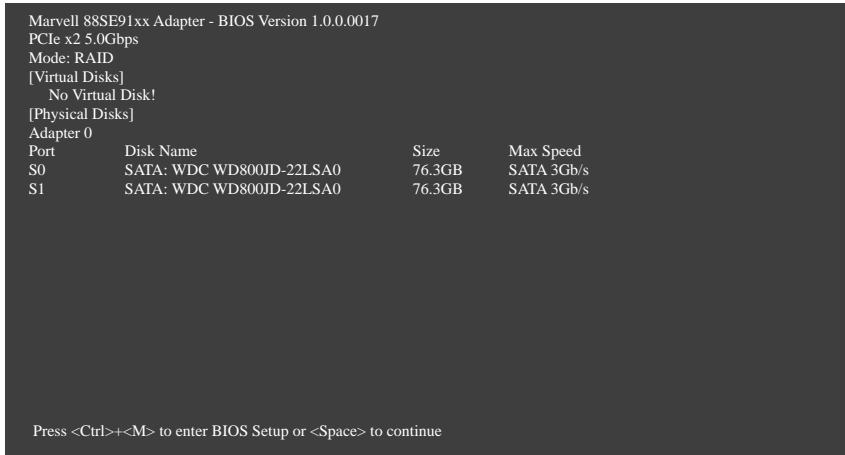 Marvell 88SE91xx Adapter - BIOS Version 1.0.0.0017
PCIe x2 5.0Gbps
Mode: RAID
[Virtual Disks]
No Virtual Disk!
[Physical Disks]
Adapter 0
Port Disk Name Size Max Speed
S0 SATA: WDC WD800JD-22LSA0 76.3GB SATA 3Gb/s
S1 SATA: WDC WD800JD-22LSA0 76.3GB SATA 3Gb/s
Press <Ctrl>+<M> to enter BIOS Setup or <Space> to continue